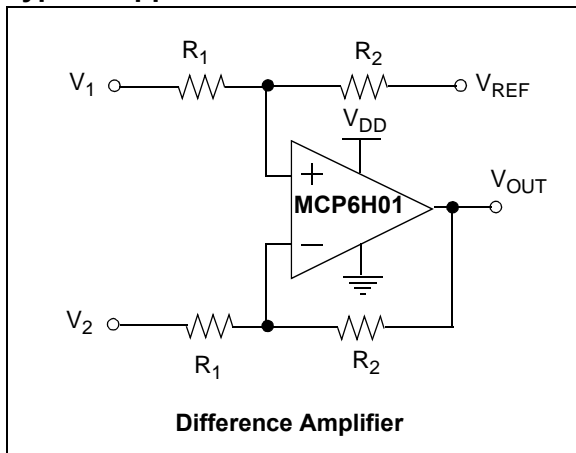 R1
R2
V1
VREF
VDD
+
VOUT
MCP6H01
−
V2
R1
R2
Difference Amplifier